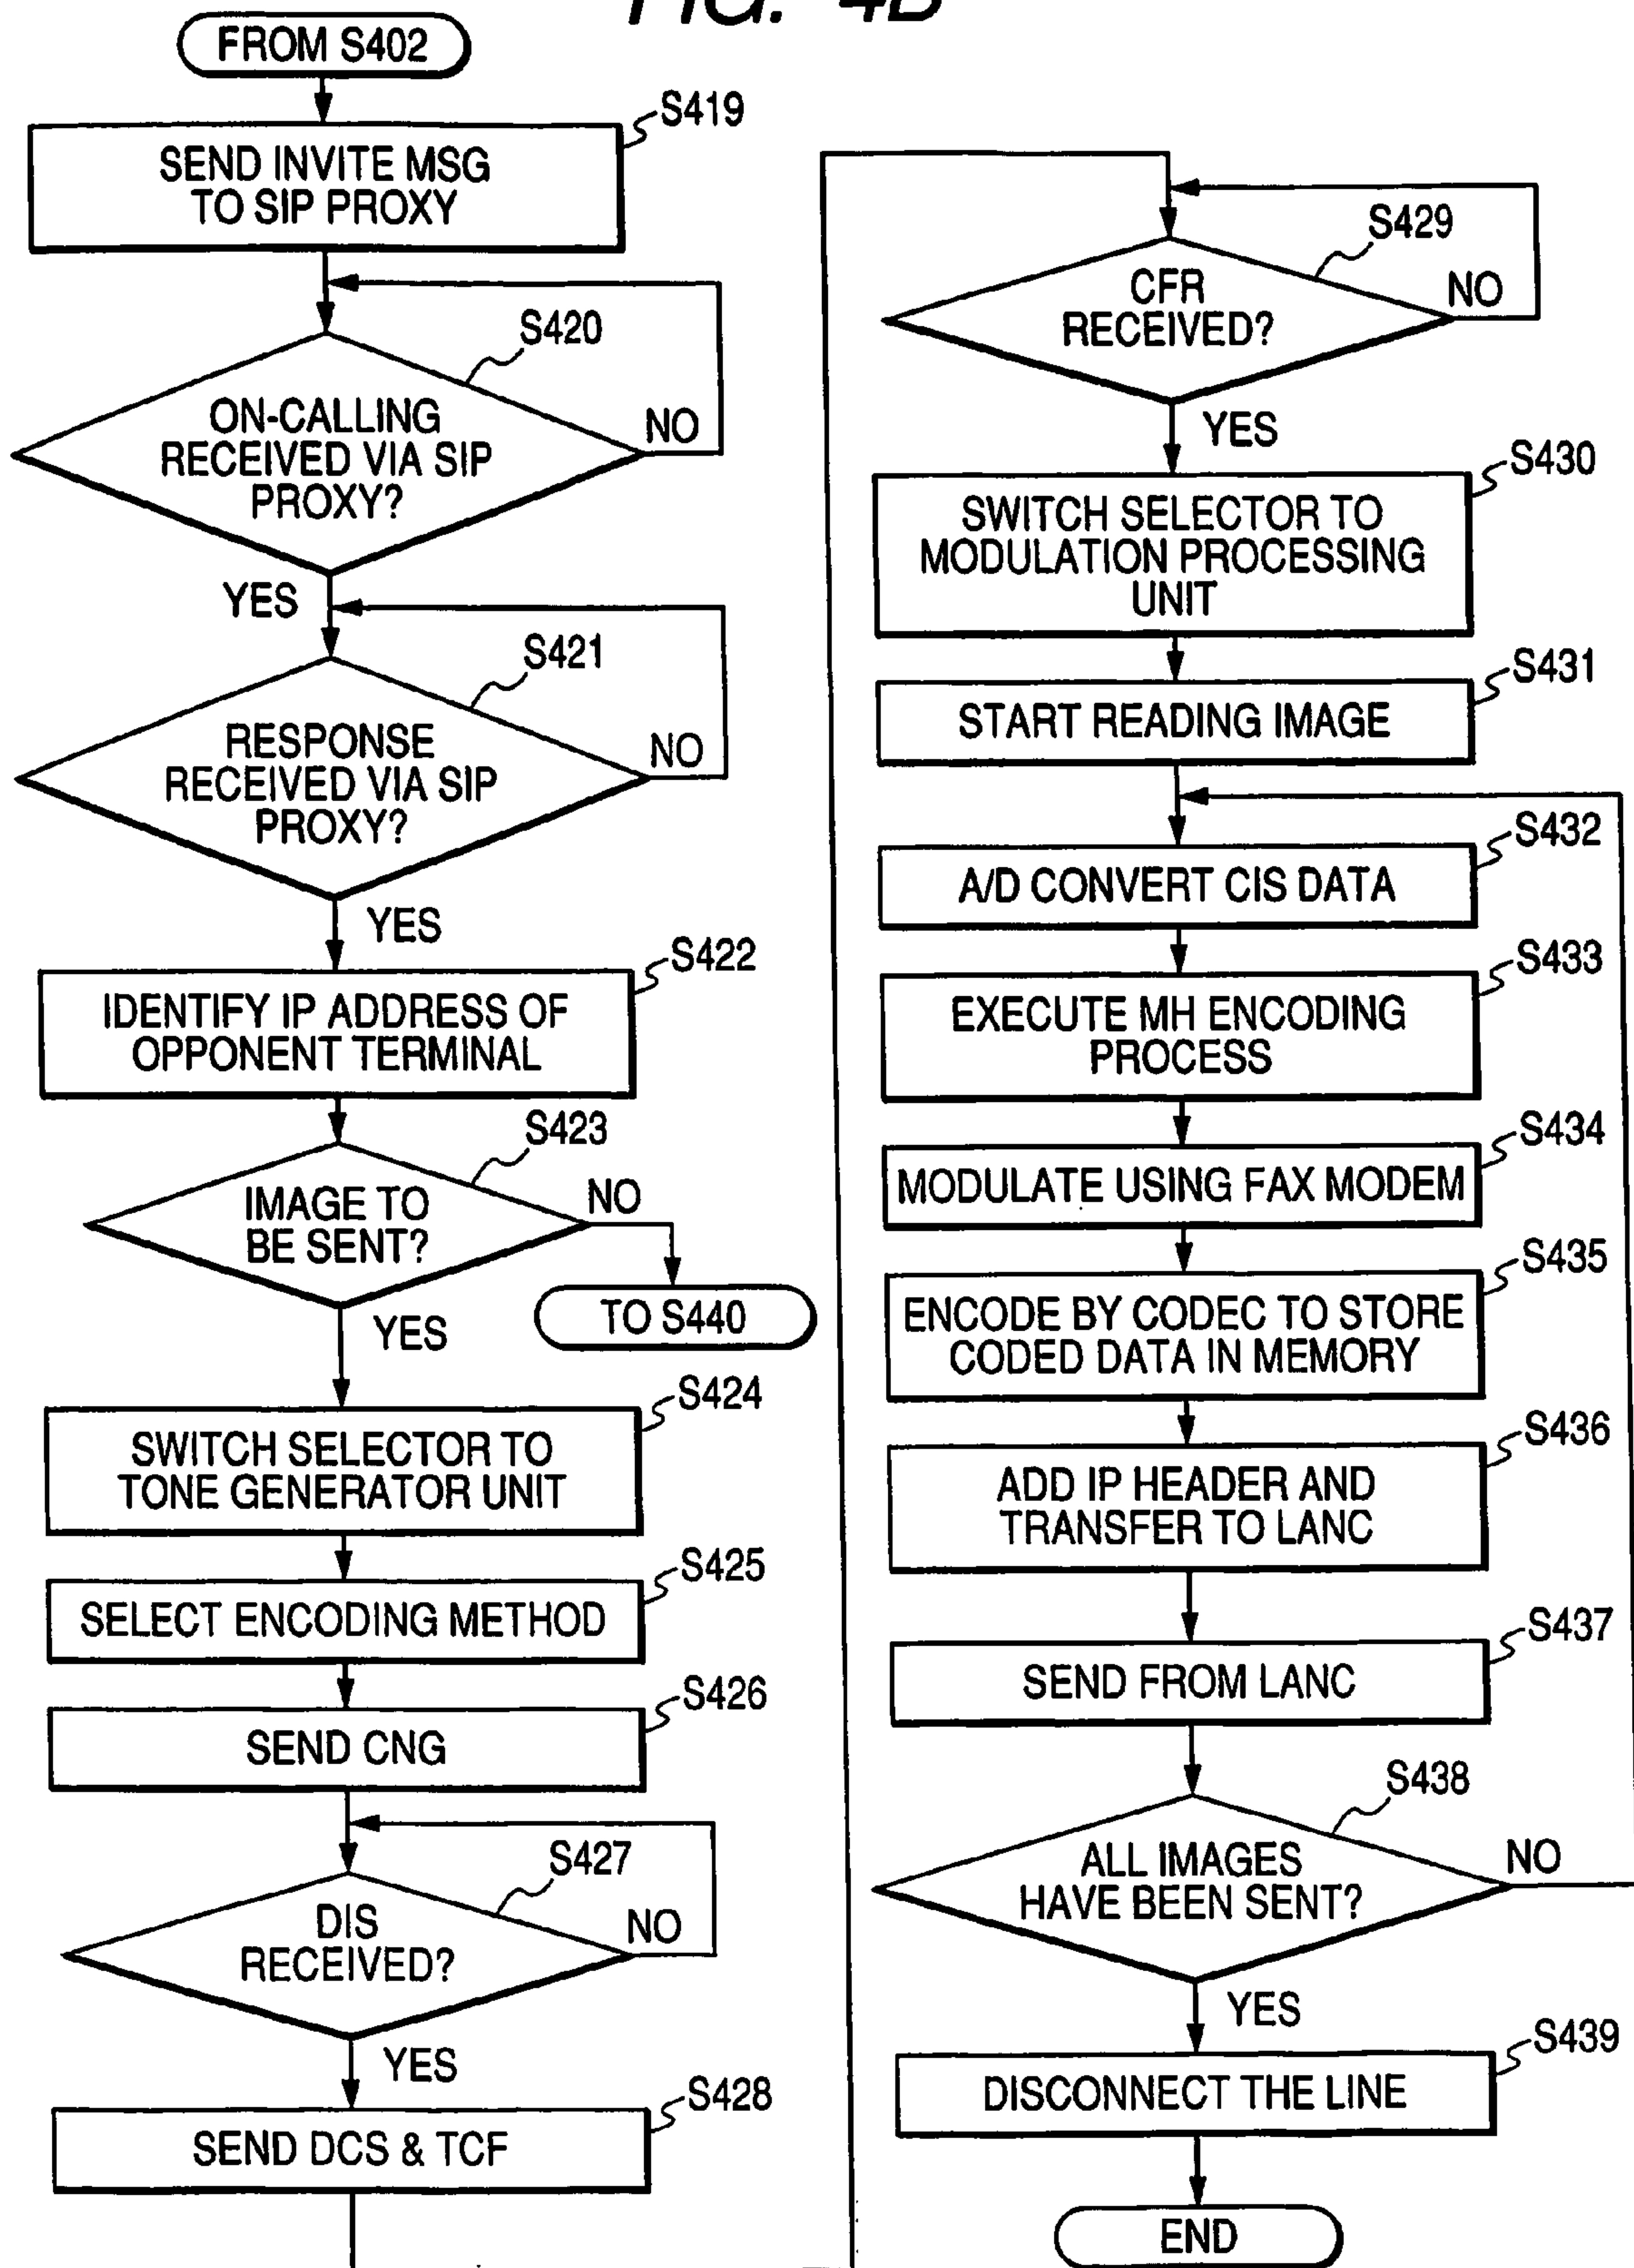 FIG. 4B
FROM S402
S419
SEND INVITE MSG
TO SIP PROXY
S420
ON-CALLING
RECEIVED VIA SIP
PROXY?
NO
YES
S421
RESPONSE
RECEIVED VIA SIP
PROXY?
NO
YES
S422
IDENTIFY IP ADDRESS OF
OPPONENT TERMINAL
S423
IMAGE TO
BE SENT?
NO
TO S440
YES
S424
SWITCH SELECTOR TO
TONE GENERATOR UNIT
S425
SELECT ENCODING METHOD
S426
SEND CNG
S427
DIS
RECEIVED?
NO
YES
S428
SEND DCS & TCF
S429
CFR
RECEIVED?
NO
YES
S430
SWITCH SELECTOR TO
MODULATION PROCESSING
UNIT
S431
START READING IMAGE
S432
A/D CONVERT CIS DATA
S433
EXECUTE MH ENCODING
PROCESS
S434
MODULATE USING FAX MODEM
S435
ENCODE BY CODEC TO STORE
CODED DATA IN MEMORY
S436
ADD IP HEADER AND
TRANSFER TO LANC
S437
SEND FROM LANC
S438
ALL IMAGES
HAVE BEEN SENT?
NO
YES
S439
DISCONNECT THE LINE
END